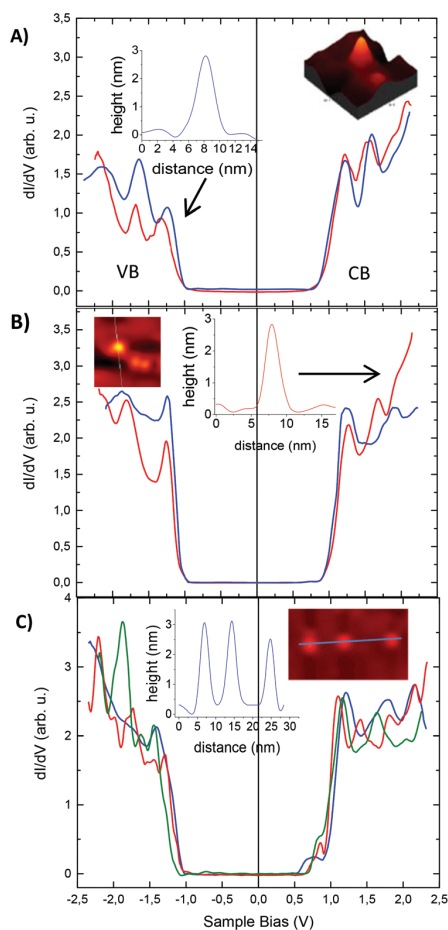 A)
3,5
3,0
2,5
2,0
1,5
1,0
0,5
0,0
dI/dV (arb. u.)
3
2
1
0
height (nm)
0 2 4 6 8 10 12 14
distance (nm)
VB
CB
B)
3,5
3,0
2,5
2,0
1,5
1,0
0,5
0,0
dI/dV (arb. u.)
3
2
1
0
height (nm)
0 5 10 15
distance (nm)
C)
4
3
2
1
0
dI/dV (arb. u.)
3
2
1
0
height (nm)
0 5 10 15 20 25 30
distance (nm)
-2,5 -2,0 -1,5 -1,0 -0,5 0,0 0,5 1,0 1,5 2,0 2,5
Sample Bias (V)